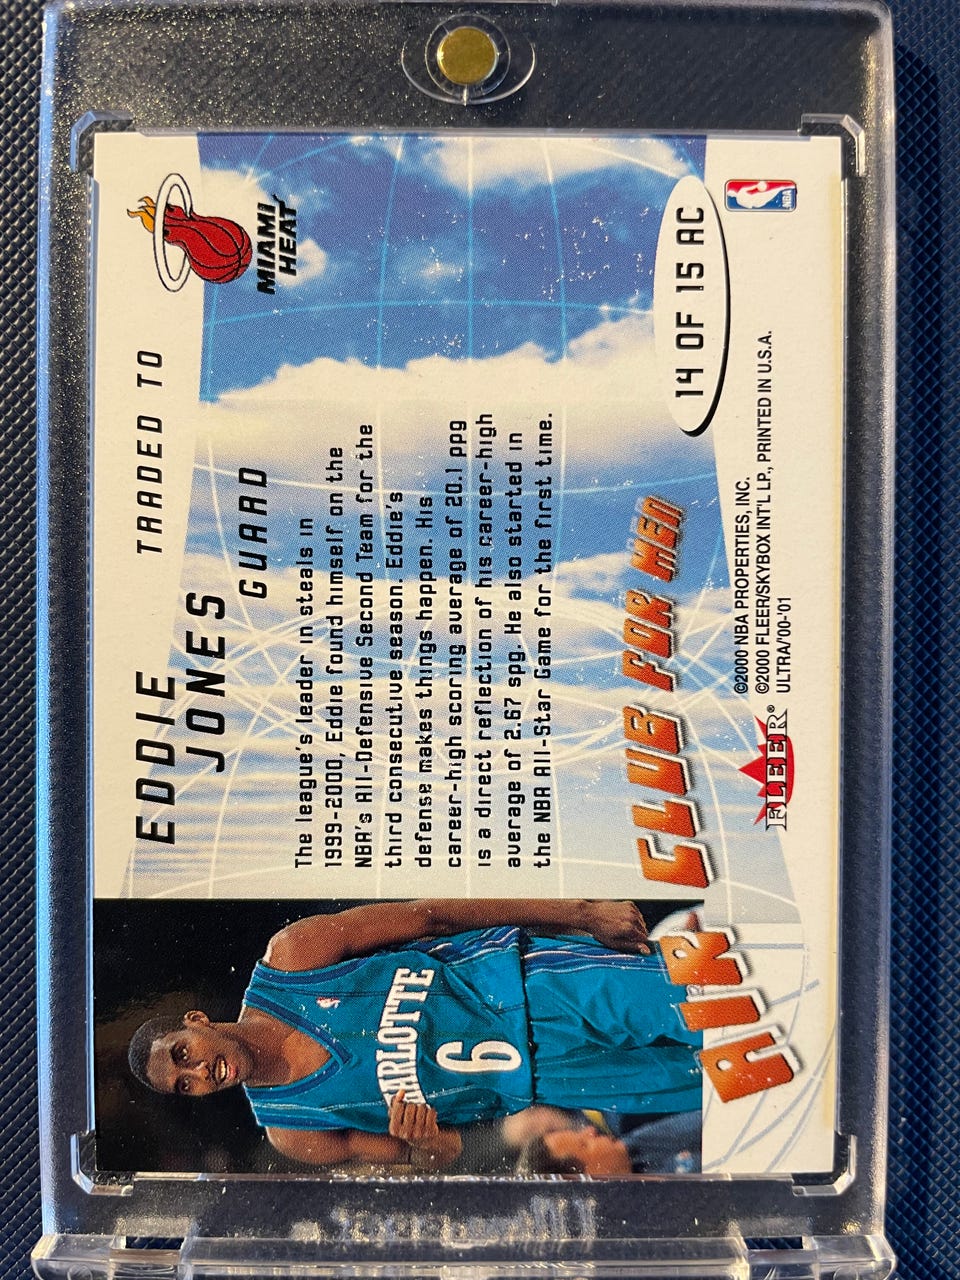 EDDIE
JONES
GUARD
TRADED TO
MIAMI
HEAT
The league's leader in steals in
1999-2000, Eddie found himself on the
NBA's All-Defensive Second Team for the
third consecutive season. Eddie's
defense makes things happen. His
career-high scoring average of 20.1 ppg
is a direct reflection of his career-high
average of 2.67 spg. He also started in
the NBA All-Star Game for the first time.
CHARLOTTE
6
AIR CLUB FOR MEN
14 OF 15 AC
NBA
FLEER®
©2000 NBA PROPERTIES, INC.
©2000 FLEER/SKYBOX INT'L LP., PRINTED IN U.S.A.
ULTRA/'00-'01